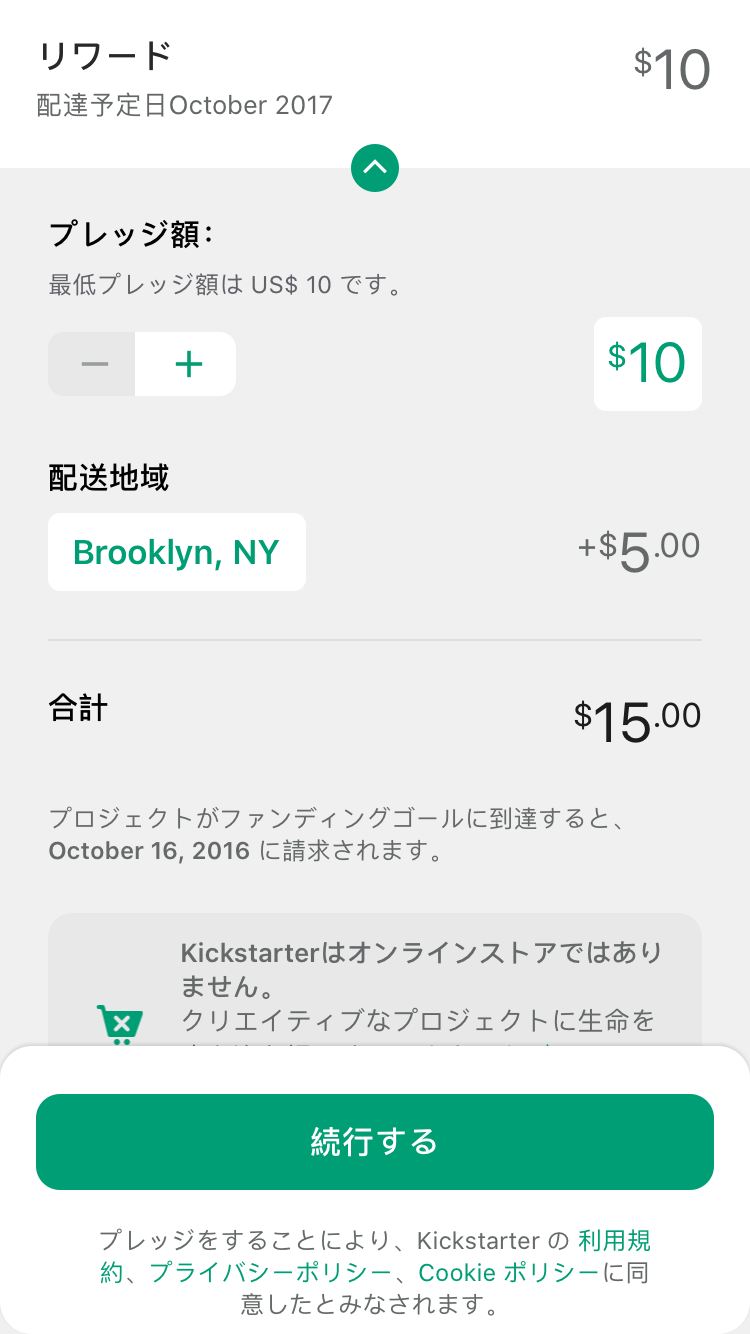 リワード
$10
配達予定日October 2017
プレッジ額：
最低プレッジ額は US$ 10 です。
− +
$10
配送地域
Brooklyn, NY
+$5.00
合計
$15.00
プロジェクトがファンディングゴールに到達すると、
October 16, 2016 に請求されます。
Kickstarterはオンラインストアではあり
ません。
クリエイティブなプロジェクトに生命を
続行する
プレッジをすることにより、Kickstarter の 利用規
約、プライバシーポリシー、Cookie ポリシーに同
意したとみなされます。